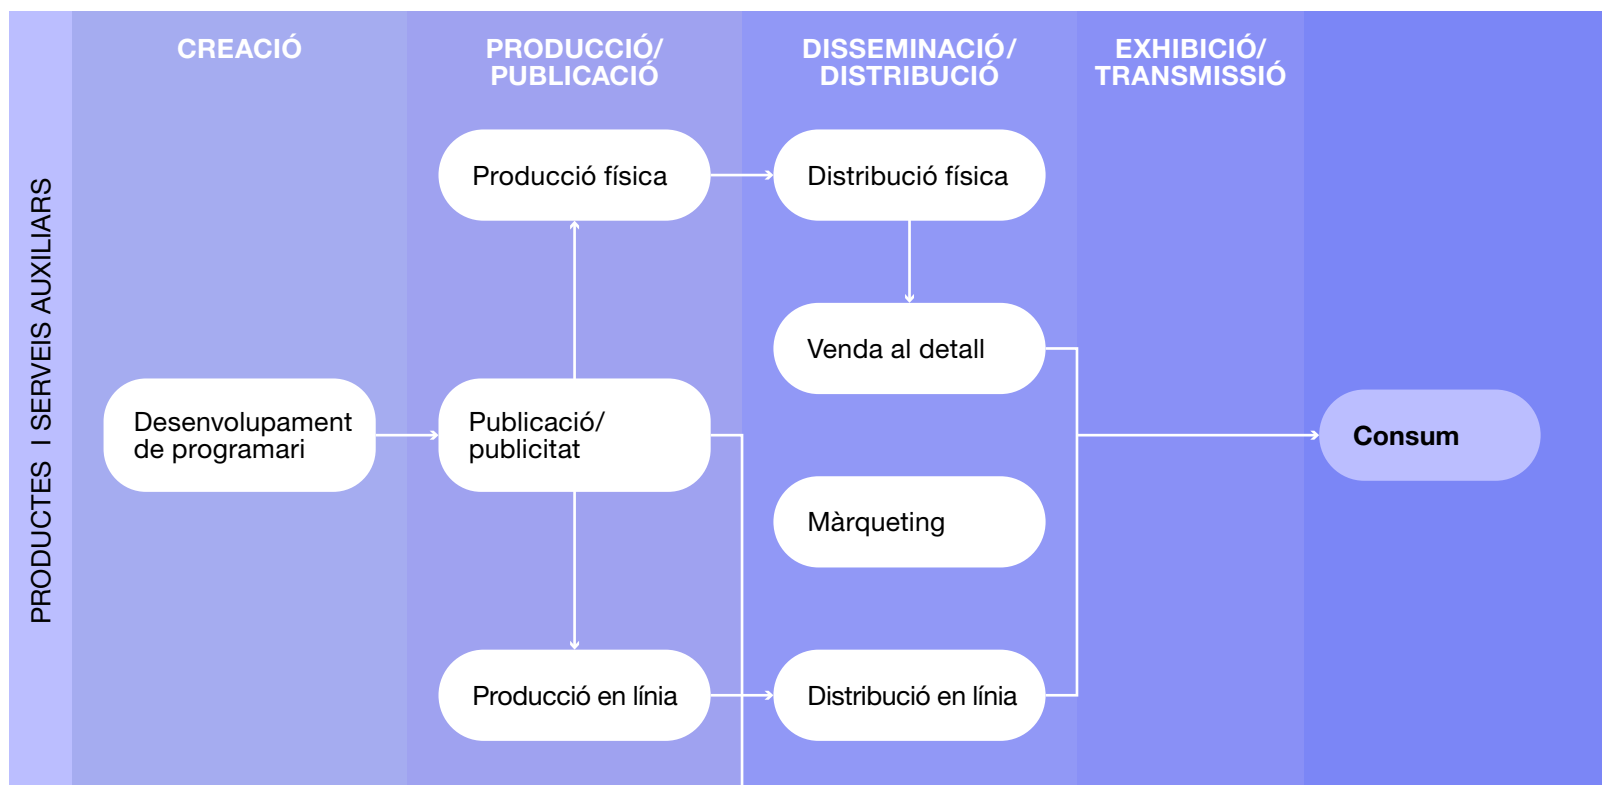 PRODUCTES I SERVEIS AUXILIARS
CREACIÓ
PRODUCCIÓ/
PUBLICACIÓ
DISSEMINACIÓ/
DISTRIBUCIÓ
EXHIBICIÓ/
TRANSMISSIÓ
Producció física
Distribució física
Venda al detall
Desenvolupament
de programari
Publicació/
publicitat
Consum
Màrqueting
Producció en línia
Distribució en línia